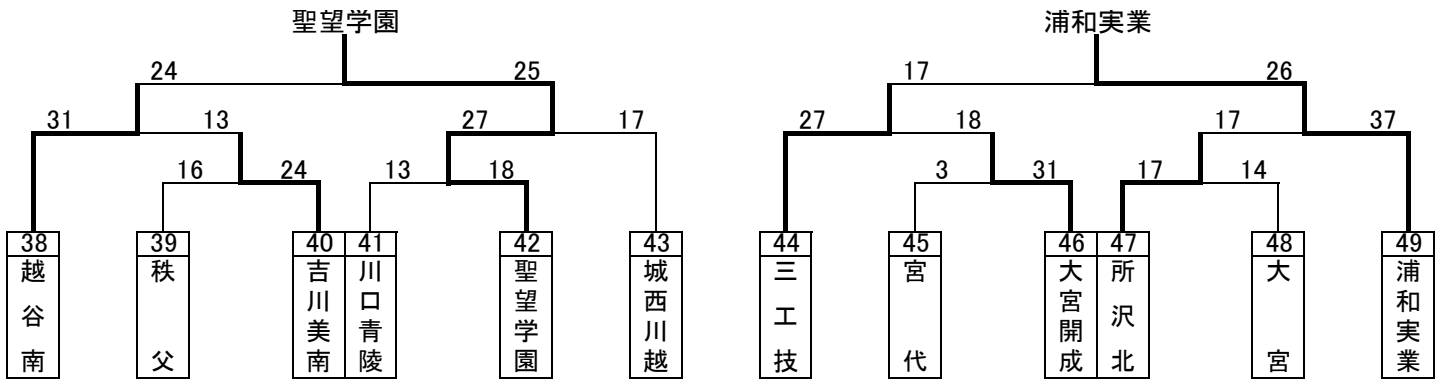 聖望学園 浦和実業
24 25 17 26
31 13 27 17 27 18 17 37
16 24 13 18 3 31 17 14
38 39 40 41 42 43 44 45 46 47 48 49
越谷南
秩父
吉川美南
川口青陵
聖望学園
城西川越
三工技
宮代
大宮開成
所沢北
大宮
浦和実業